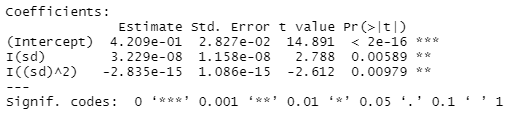 Coefficients:
Estimate Std. Error t value Pr(>|t|)
(Intercept) 4.209e-01 2.827e-02 14.891 < 2e-16 ***
I(sd) 3.229e-08 1.158e-08 2.788 0.00589 **
I((sd)^2) -2.835e-15 1.086e-15 -2.612 0.00979 **
---
Signif. codes: 0 ‘***’ 0.001 ‘**’ 0.01 ‘*’ 0.05 ‘.’ 0.1 ‘ ’ 1